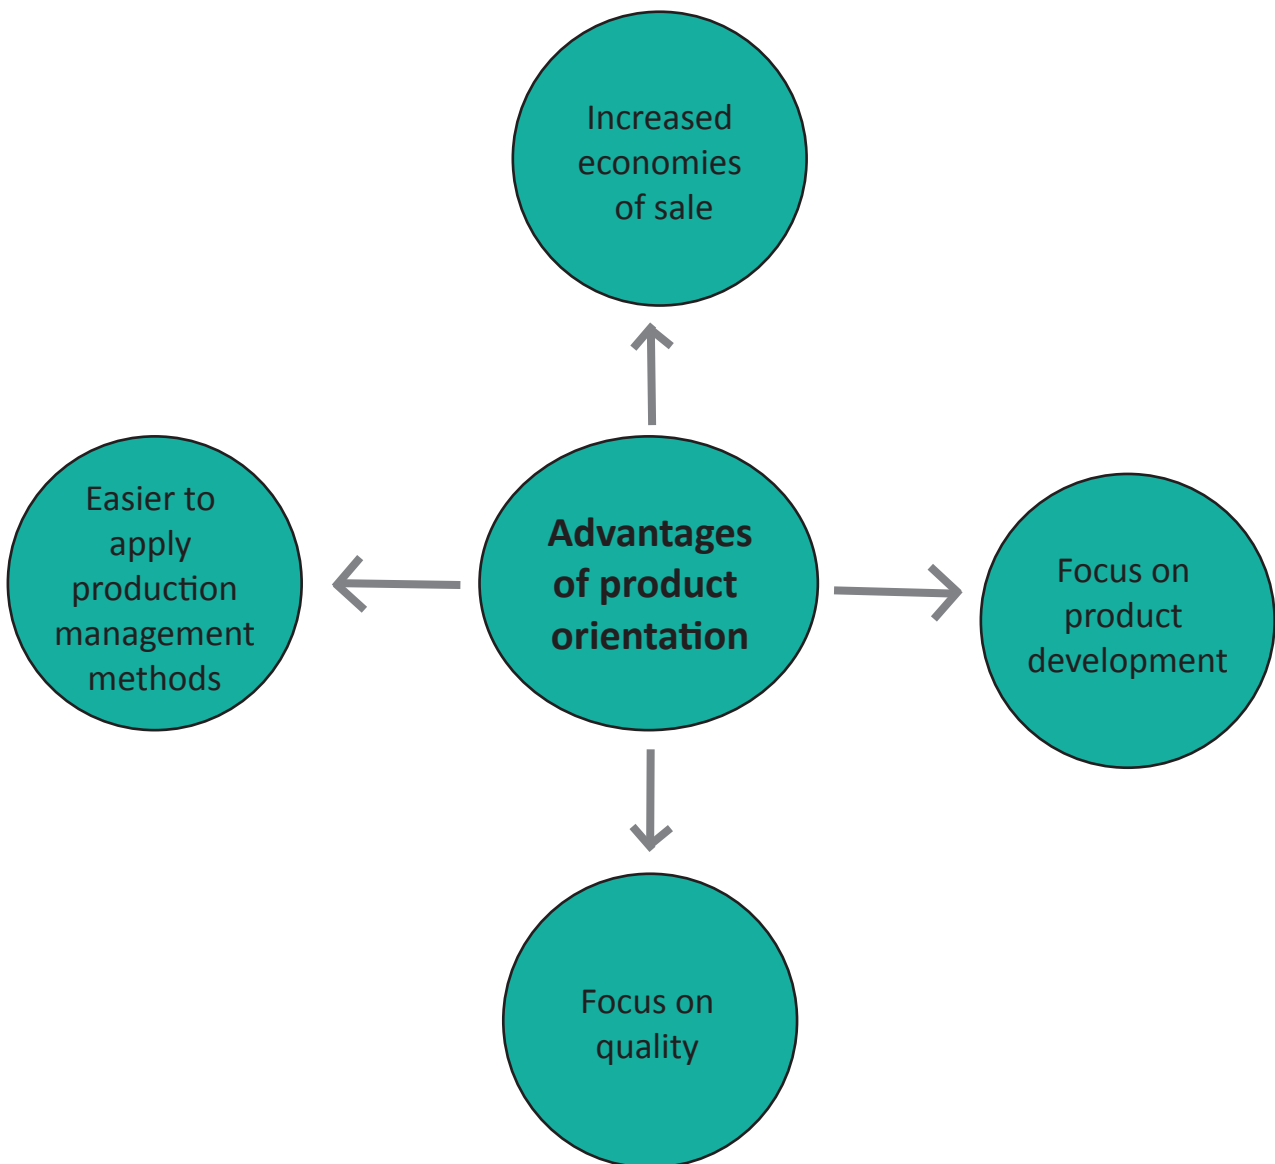 Increased
economies
of sale
Easier to
apply
production
management
methods
Advantages
of product
orientation
Focus on
product
development
Focus on
quality